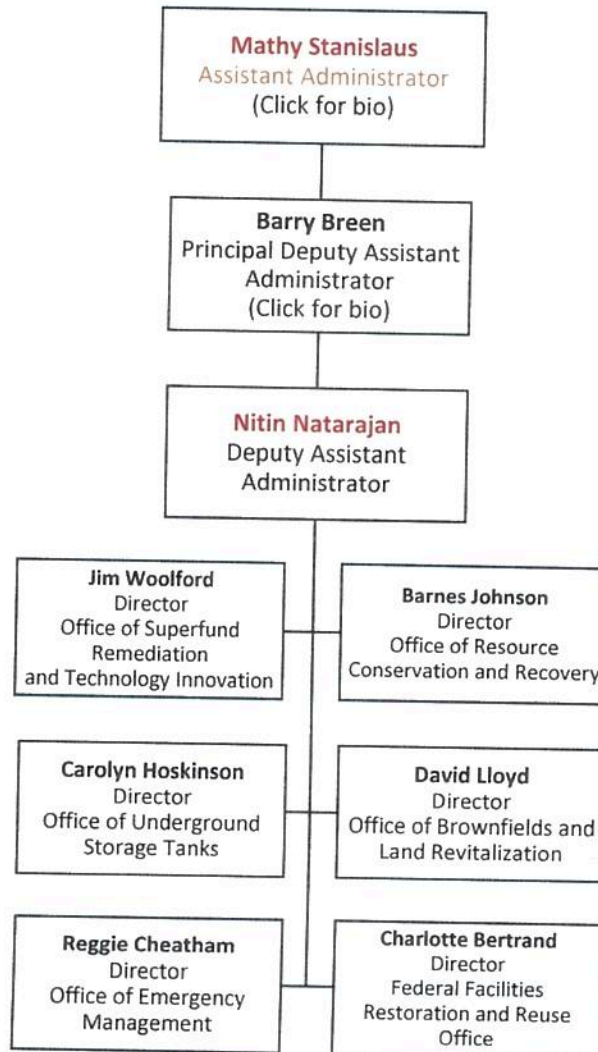 Mathy Stanislaus
Assistant Administrator
(Click for bio)
Barry Breen
Principal Deputy Assistant
Administrator
(Click for bio)
Nitin Natarajan
Deputy Assistant
Administrator
Jim Woolford
Director
Office of Superfund
Remediation
and Technology Innovation
Barnes Johnson
Director
Office of Resource
Conservation and Recovery
Carolyn Hoskinson
Director
Office of Underground
Storage Tanks
David Lloyd
Director
Office of Brownfields and
Land Revitalization
Reggie Cheatham
Director
Office of Emergency
Management
Charlotte Bertrand
Director
Federal Facilities
Restoration and Reuse
Office